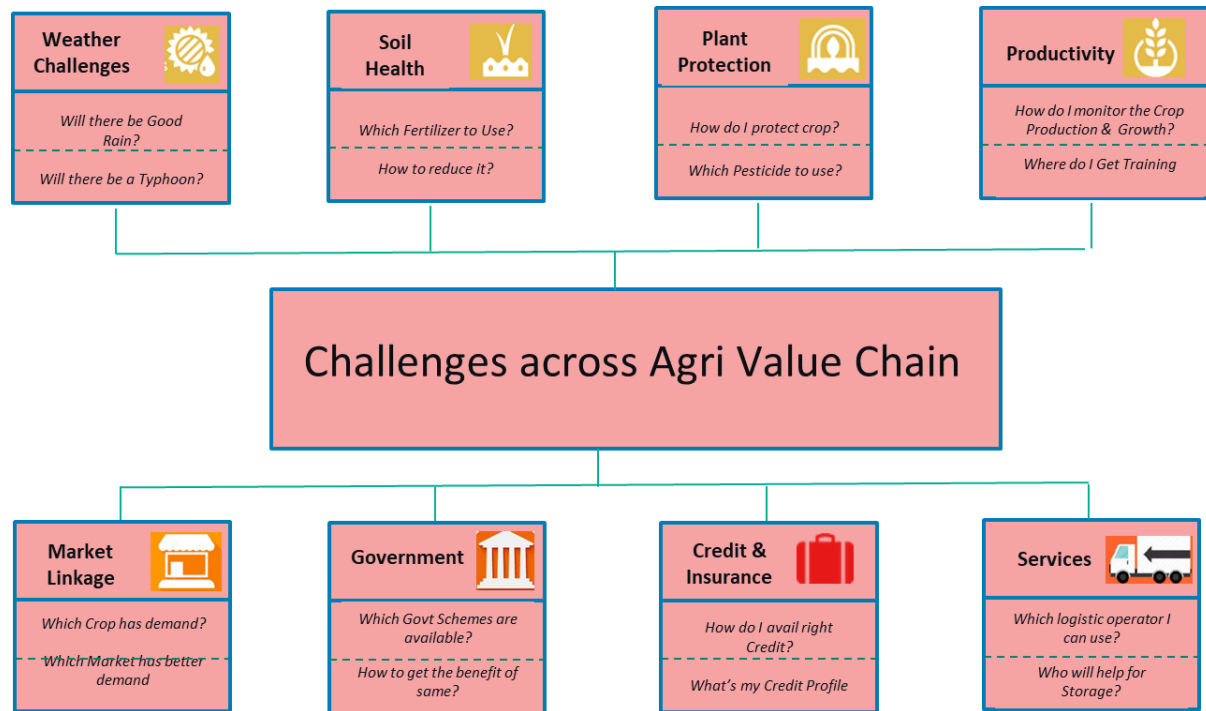 Weather
Challenges
Will there be Good
Rain?
Will there be a Typhoon?
Soil
Health
Which Fertilizer to Use?
How to reduce it?
Plant
Protection
How do I protect crop?
Which Pesticide to use?
Productivity
How do I monitor the Crop
Production & Growth?
Where do I Get Training
Challenges across Agri Value Chain
Market
Linkage
Which Crop has demand?
Which Market has better
demand
Government
Which Govt Schemes are
available?
How to get the benefit of
same?
Credit &
Insurance
How do I avail right
Credit?
What's my Credit Profile
Services
Which logistic operator I
can use?
Who will help for
Storage?